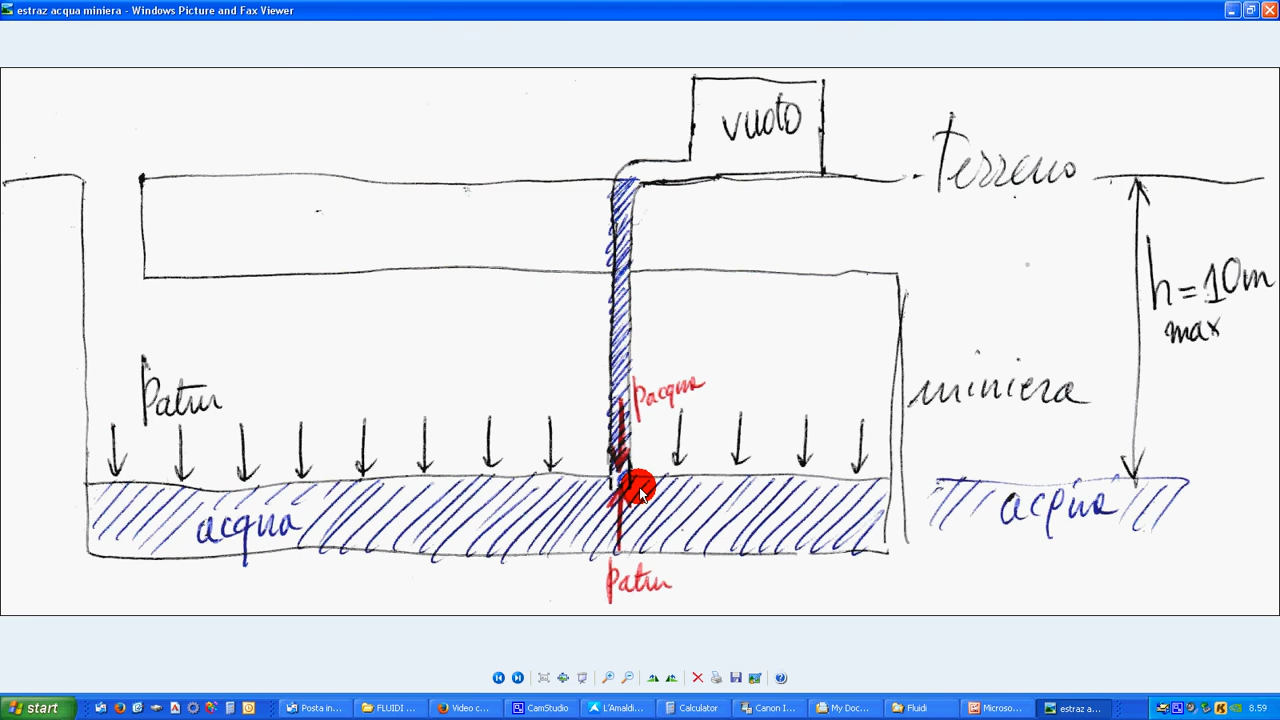 estraz acqua miniera - Windows Picture and Fax Viewer
vuoto
terreno
h=10m
max
Patm
Pacqua
miniera
acqua
acqua
Patm
start
Posta in...
FLUIDI ...
Video c...
CamStudio
L'Amaldi...
Calculator
Canon I...
My Doc...
Fluidi
Microso...
estraz a...
8.59